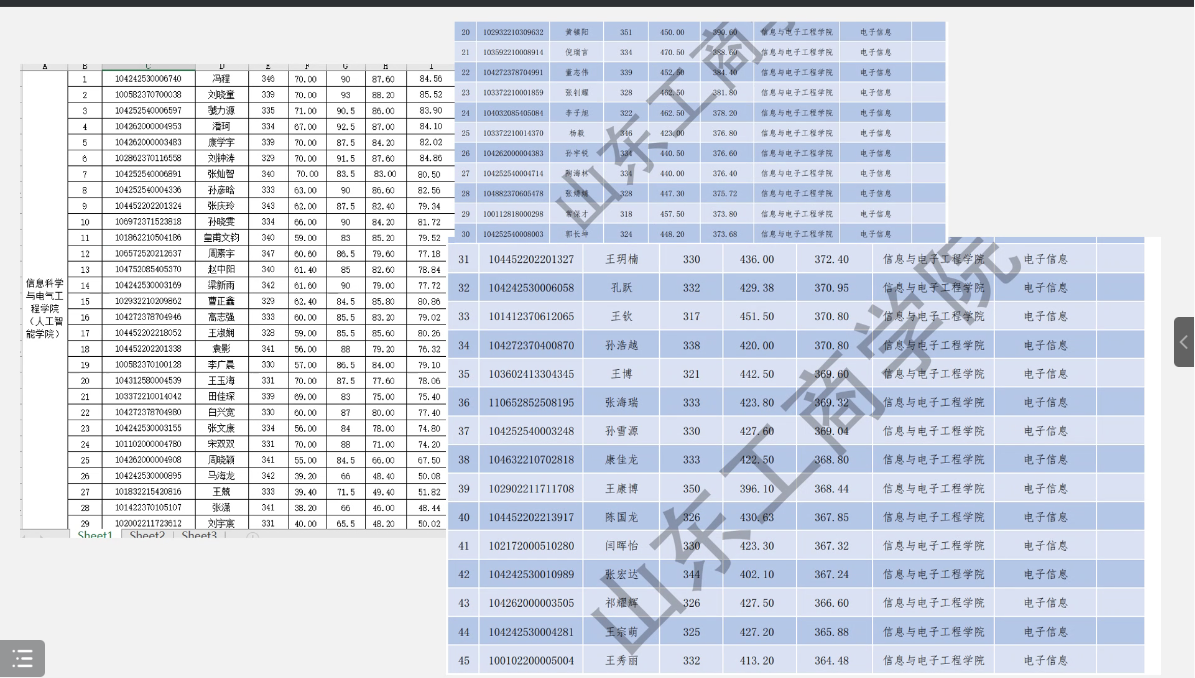 A B C D E F G H I
1 104242530006740 冯程 346 70.00 90 87.60 84.56
2 100582370700038 刘晓童 339 70.00 93 88.20 85.52
3 104252540006597 虢力源 335 71.00 90.5 86.00 83.90
4 104262000004953 潘珂 334 67.00 92.5 87.00 84.10
5 104262000003483 康学字 339 70.00 87.5 84.20 82.02
6 102862370116558 刘钟涛 329 70.00 91.5 87.60 84.86
7 104252540006891 张灿智 340 70.00 83.5 83.00 80.50
8 104252540004336 孙彦晗 333 63.00 90 86.60 82.56
9 104452202201324 张庆玲 343 62.00 87.5 82.40 79.34
10 106972371523818 孙晓雯 334 66.00 90 84.20 81.72
11 101862210504186 皇甫文钧 340 59.00 83 85.20 79.52
12 106572520212637 周素宇 347 60.60 86.5 79.60 77.18
13 104752085405370 赵中阳 340 61.40 85 82.60 78.84
14 104242530006028 梁新雨 342 61.60 90 79.00 77.72
15 102932210209862 曹正鑫 329 62.40 84.5 85.80 80.86
16 104272378704946 高志强 333 60.00 85.5 83.20 79.02
17 104452202218052 王淑娴 328 59.00 85.5 85.60 80.26
18 104452202201338 袁影 341 56.00 88 79.20 76.32
19 100582370100128 李广晨 330 57.00 86.5 84.00 79.10
20 104312580004539 王玉海 331 70.00 87.5 77.60 78.06
21 103372210014042 田佳琛 339 69.00 83 75.00 75.40
22 104272378704980 白兴宽 330 60.00 87 80.00 77.40
23 104242530003155 张文康 334 56.00 84 78.00 74.80
24 101102000004780 宋双双 331 70.00 88 71.00 74.20
25 104262000004908 周晓颖 341 55.00 84.5 66.00 67.50
26 104242530000895 马海龙 342 39.20 66 48.40 50.08
27 101832215420816 王兢 333 39.40 71.5 49.40 51.82
28 101422370105107 张潇 341 38.20 66 46.00 48.44
29 102002211723612 刘宇宸 331 40.00 65.5 48.20 50.02
信息科学
与电气工
程学院
（人工智
能学院）
Sheet1 Sheet2 Sheet3
20 102932210309632 黄疆阳 351 450.00 390.60 信息与电子工程学院 电子信息
21 103592210008914 倪瑞言 334 470.50 388.60 信息与电子工程学院 电子信息
22 104272378704991 董志伟 339 452.50 384.40 信息与电子工程学院 电子信息
23 103372210001859 张钊耀 328 462.50 381.80 信息与电子工程学院 电子信息
24 104032085405084 李子旭 322 462.50 378.20 信息与电子工程学院 电子信息
25 103372210014370 杨毅 346 423.00 376.80 信息与电子工程学院 电子信息
26 104262000004383 孙宇锐 334 440.50 376.60 信息与电子工程学院 电子信息
27 104252540004714 海林 334 440.00 376.40 信息与电子工程学院 电子信息
28 104882370605478 张 328 447.30 375.72 信息与电子工程学院 电子信息
29 100112818000298 保才 318 457.50 373.80 信息与电子工程学院 电子信息
30 104252540008003 郭长坤 324 448.20 373.68 信息与电子工程学院 电子信息
31 104452202201327 王玥楠 330 436.00 372.40 信息与电子工程学院 电子信息
32 104242530006058 孔跃 332 429.38 370.95 信息与电子工程学院 电子信息
33 101412370612065 王钦 317 451.50 370.80 信息与电子工程学院 电子信息
34 104272370400870 孙浩越 338 420.00 370.80 信息与电子工程学院 电子信息
35 103602413304345 王博 321 442.50 369.60 信息与电子工程学院 电子信息
36 110652852508195 张海瑞 333 423.80 369.32 信息与电子工程学院 电子信息
37 104252540003248 孙雪源 330 427.60 369.04 信息与电子工程学院 电子信息
38 104632210702818 康佳龙 333 422.50 368.80 信息与电子工程学院 电子信息
39 102902211711708 王康博 350 396.10 368.44 信息与电子工程学院 电子信息
40 104452202213917 陈国龙 326 430.63 367.85 信息与电子工程学院 电子信息
41 102172000510280 闫晖怡 330 423.30 367.32 信息与电子工程学院 电子信息
42 104242530010989 张宏达 344 402.10 367.24 信息与电子工程学院 电子信息
43 104262000003505 祁耀辉 326 427.50 366.60 信息与电子工程学院 电子信息
44 104242530004281 王宗萌 325 427.20 365.88 信息与电子工程学院 电子信息
45 100102200005004 王秀丽 332 413.20 364.48 信息与电子工程学院 电子信息
山东工商
山东工商学院